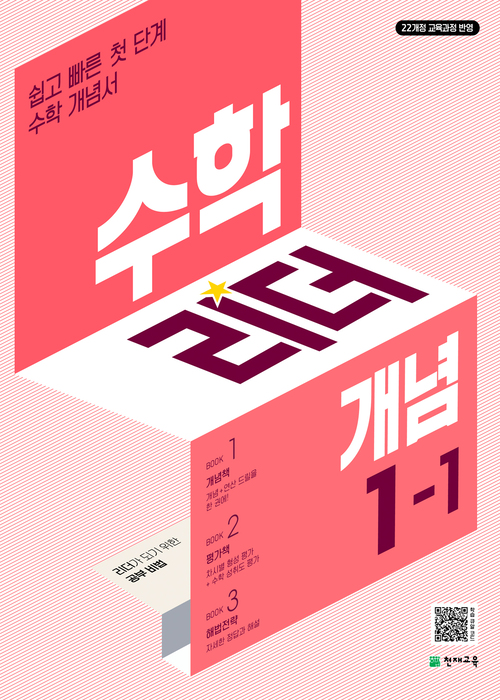 22개정 교육과정 반영
쉽고 빠른 첫 단계
수학 개념서
수학
리더
개념
1-1
BOOK 1
개념책
개념+연산 드릴을
한 권에!
BOOK 2
평가책
차시별 형성 평가
+ 수학 성취도 평가
BOOK 3
해법전략
자세한 정답과 해설
리더가 되기 위한
공부 비법
천재교육